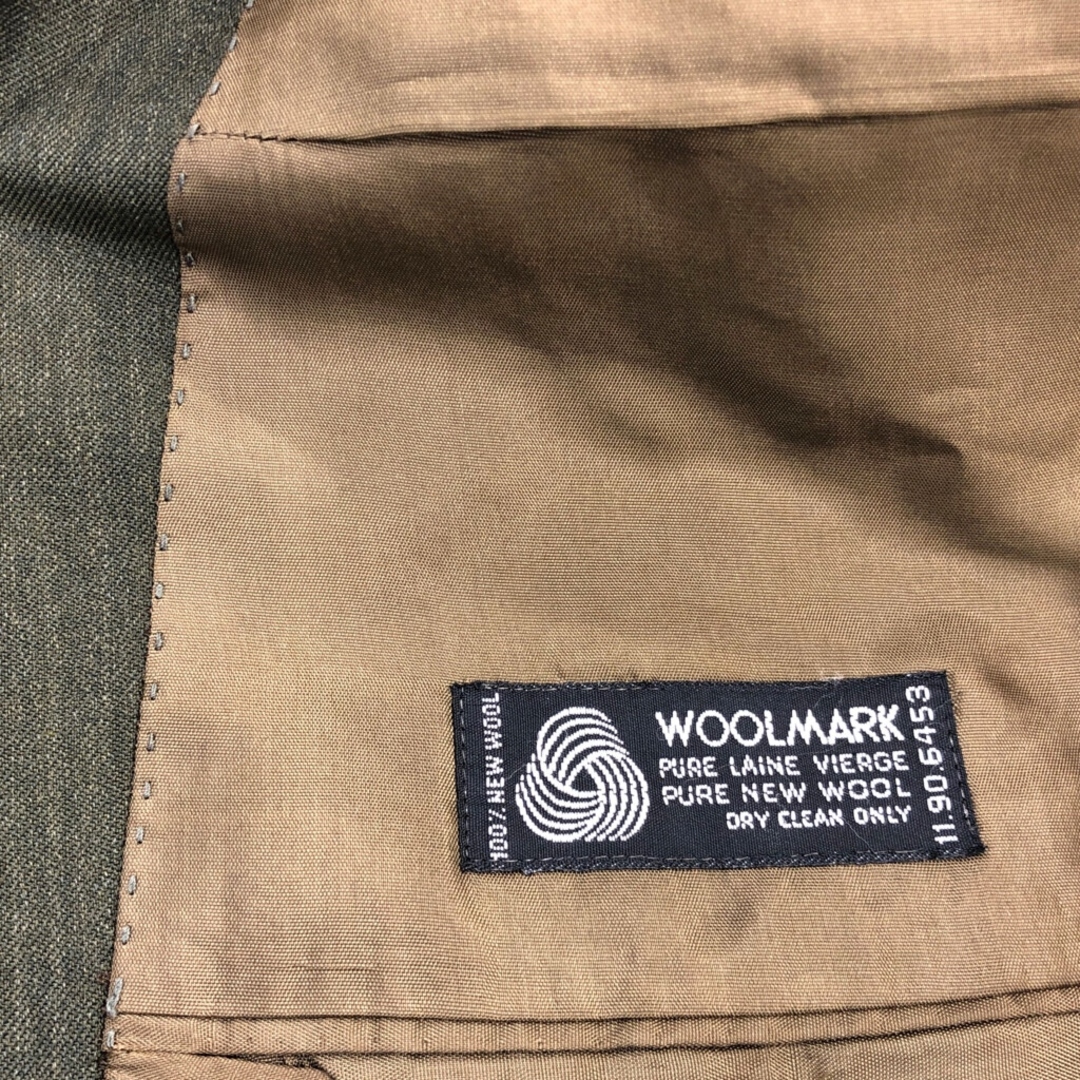 100% NEW WOOL
WOOLMARK
PURE LAINE VIERGE
PURE NEW WOOL
DRY CLEAN ONLY
11.90.6453